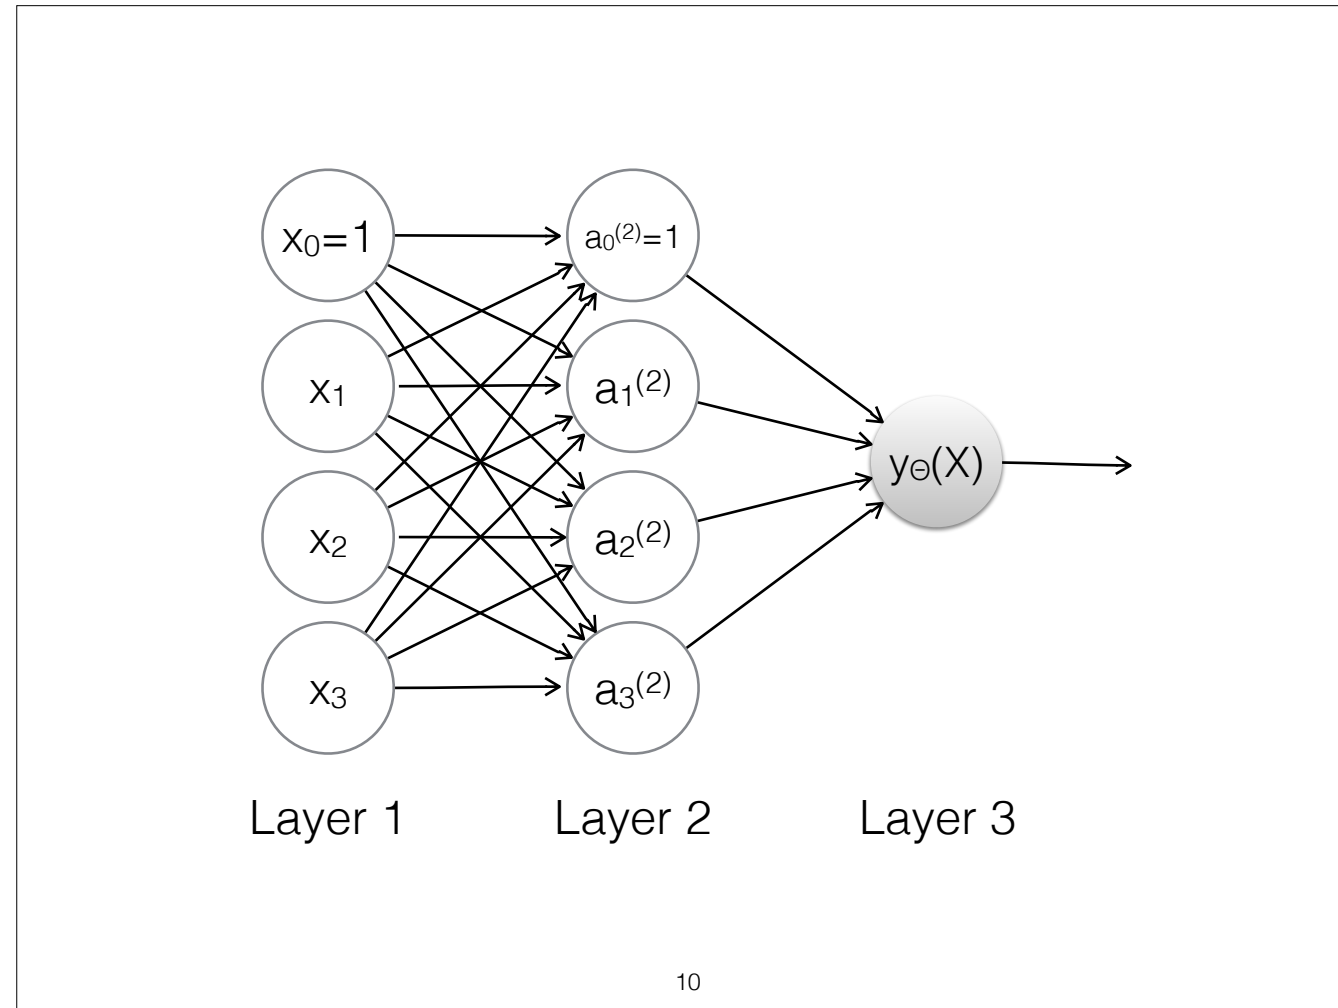 x₀=1
a₀⁽²⁾=1
x₁
a₁⁽²⁾
yΘ(X)
x₂
a₂⁽²⁾
x₃
a₃⁽²⁾
Layer 1 Layer 2 Layer 3
10